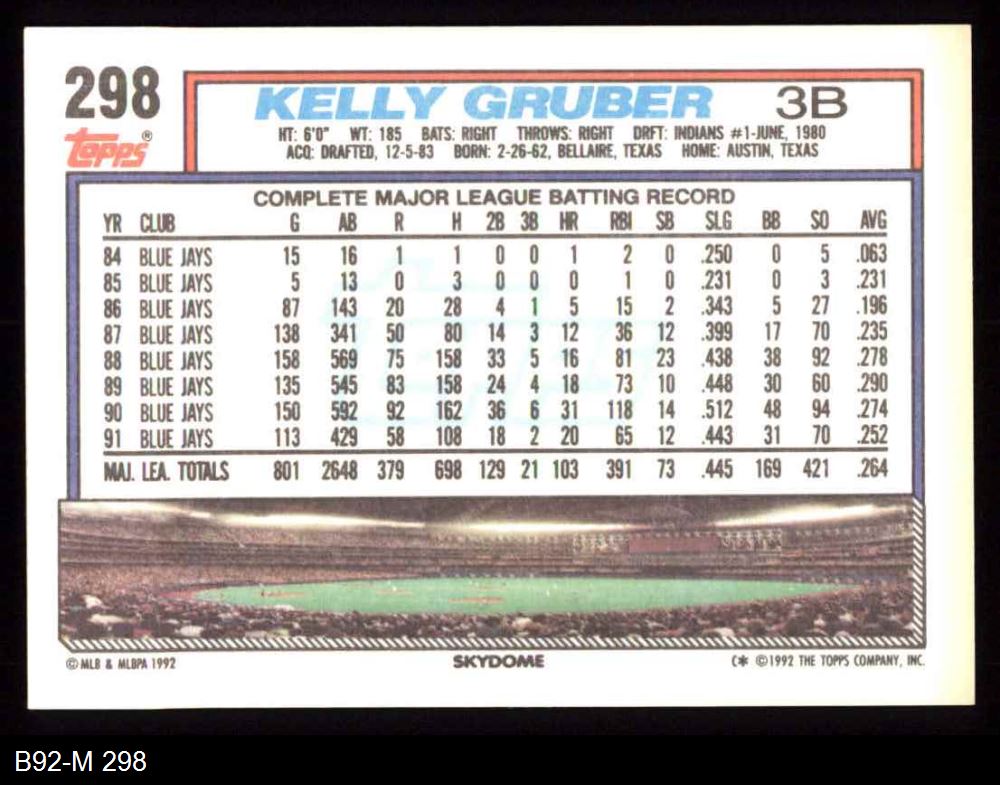 298
Topps®
KELLY GRUBER 3B
HT: 6'0" WT: 185 BATS: RIGHT THROWS: RIGHT DRFT: INDIANS #1-JUNE, 1980
ACQ: DRAFTED, 12-5-83 BORN: 2-26-62, BELLAIRE, TEXAS HOME: AUSTIN, TEXAS
COMPLETE MAJOR LEAGUE BATTING RECORD
YR CLUB G AB R H 2B 3B HR RBI SB SLG BB SO AVG
84 BLUE JAYS 15 16 1 1 0 0 1 2 0 .250 0 5 .063
85 BLUE JAYS 5 13 0 3 0 0 0 1 0 .231 0 3 .231
86 BLUE JAYS 87 143 20 28 4 1 5 15 2 .343 5 27 .196
87 BLUE JAYS 138 341 50 80 14 3 12 36 12 .399 17 70 .235
88 BLUE JAYS 158 569 75 158 33 5 16 81 23 .438 38 92 .278
89 BLUE JAYS 135 545 83 158 24 4 18 73 10 .448 30 60 .290
90 BLUE JAYS 150 592 92 162 36 6 31 118 14 .512 48 94 .274
91 BLUE JAYS 113 429 58 108 18 2 20 65 12 .443 31 70 .252
MAJ. LEA. TOTALS 801 2648 379 698 129 21 103 391 73 .445 169 421 .264
© MLB & MLBPA 1992 SKYDOME C* ©1992 THE TOPPS COMPANY, INC.
B92-M 298